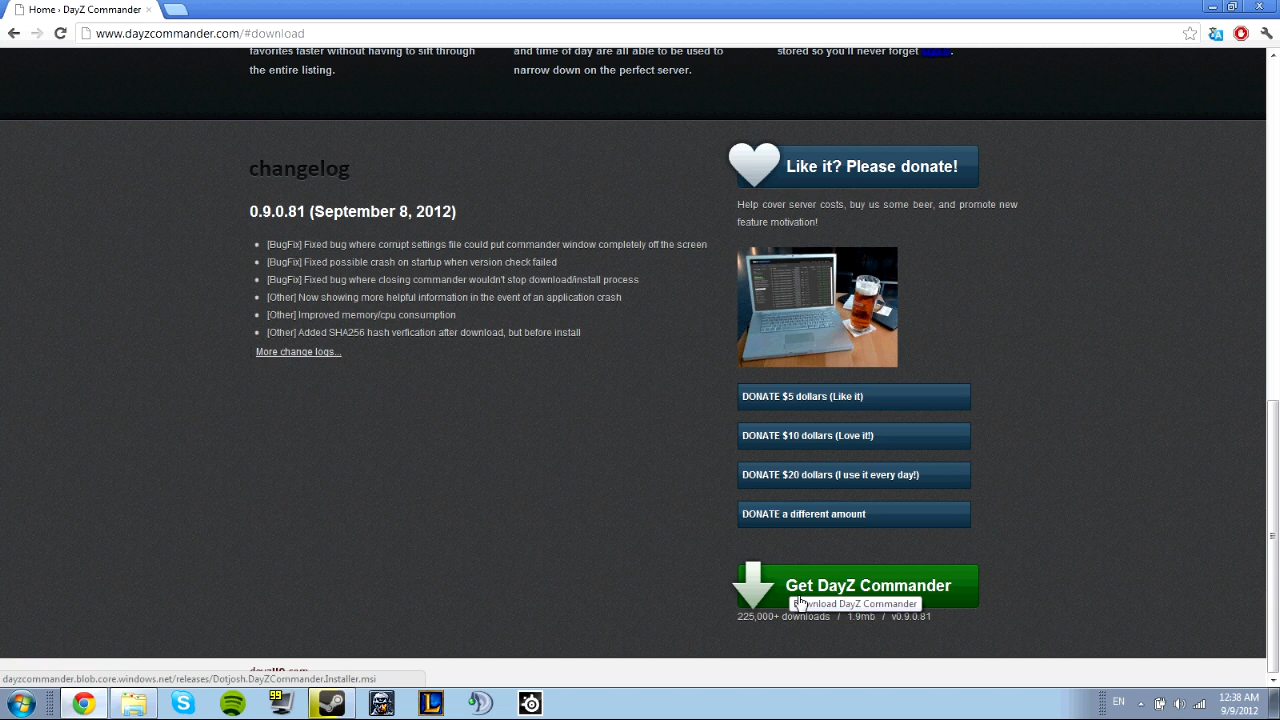 Home › DayZ Commander
www.dayzcommander.com/#download
favorites faster without having to sift through
the entire listing.
and time of day are all able to be used to
narrow down on the perfect server.
stored so you'll never forget
changelog
0.9.0.81 (September 8, 2012)
[BugFix] Fixed bug where corrupt settings file could put commander window completely off the screen
[BugFix] Fixed possible crash on startup when version check failed
[BugFix] Fixed bug where closing commander wouldn't stop download/install process
[Other] Now showing more helpful information in the event of an application crash
[Other] Improved memory/cpu consumption
[Other] Added SHA256 hash verfication after download, but before install
More change logs...
Like it? Please donate!
Help cover server costs, buy us some beer, and promote new
feature motivation!
DONATE $5 dollars (Like it)
DONATE $10 dollars (Love it!)
DONATE $20 dollars (I use it every day!)
DONATE a different amount
Get DayZ Commander
Download DayZ Commander
225,000+ downloads / 1.9mb / v0.9.0.81
dayzcommander.blob.core.windows.net/releases/Dotjosh.DayZCommander.Installer.msi
99
EN
12:38 AM
9/9/2012